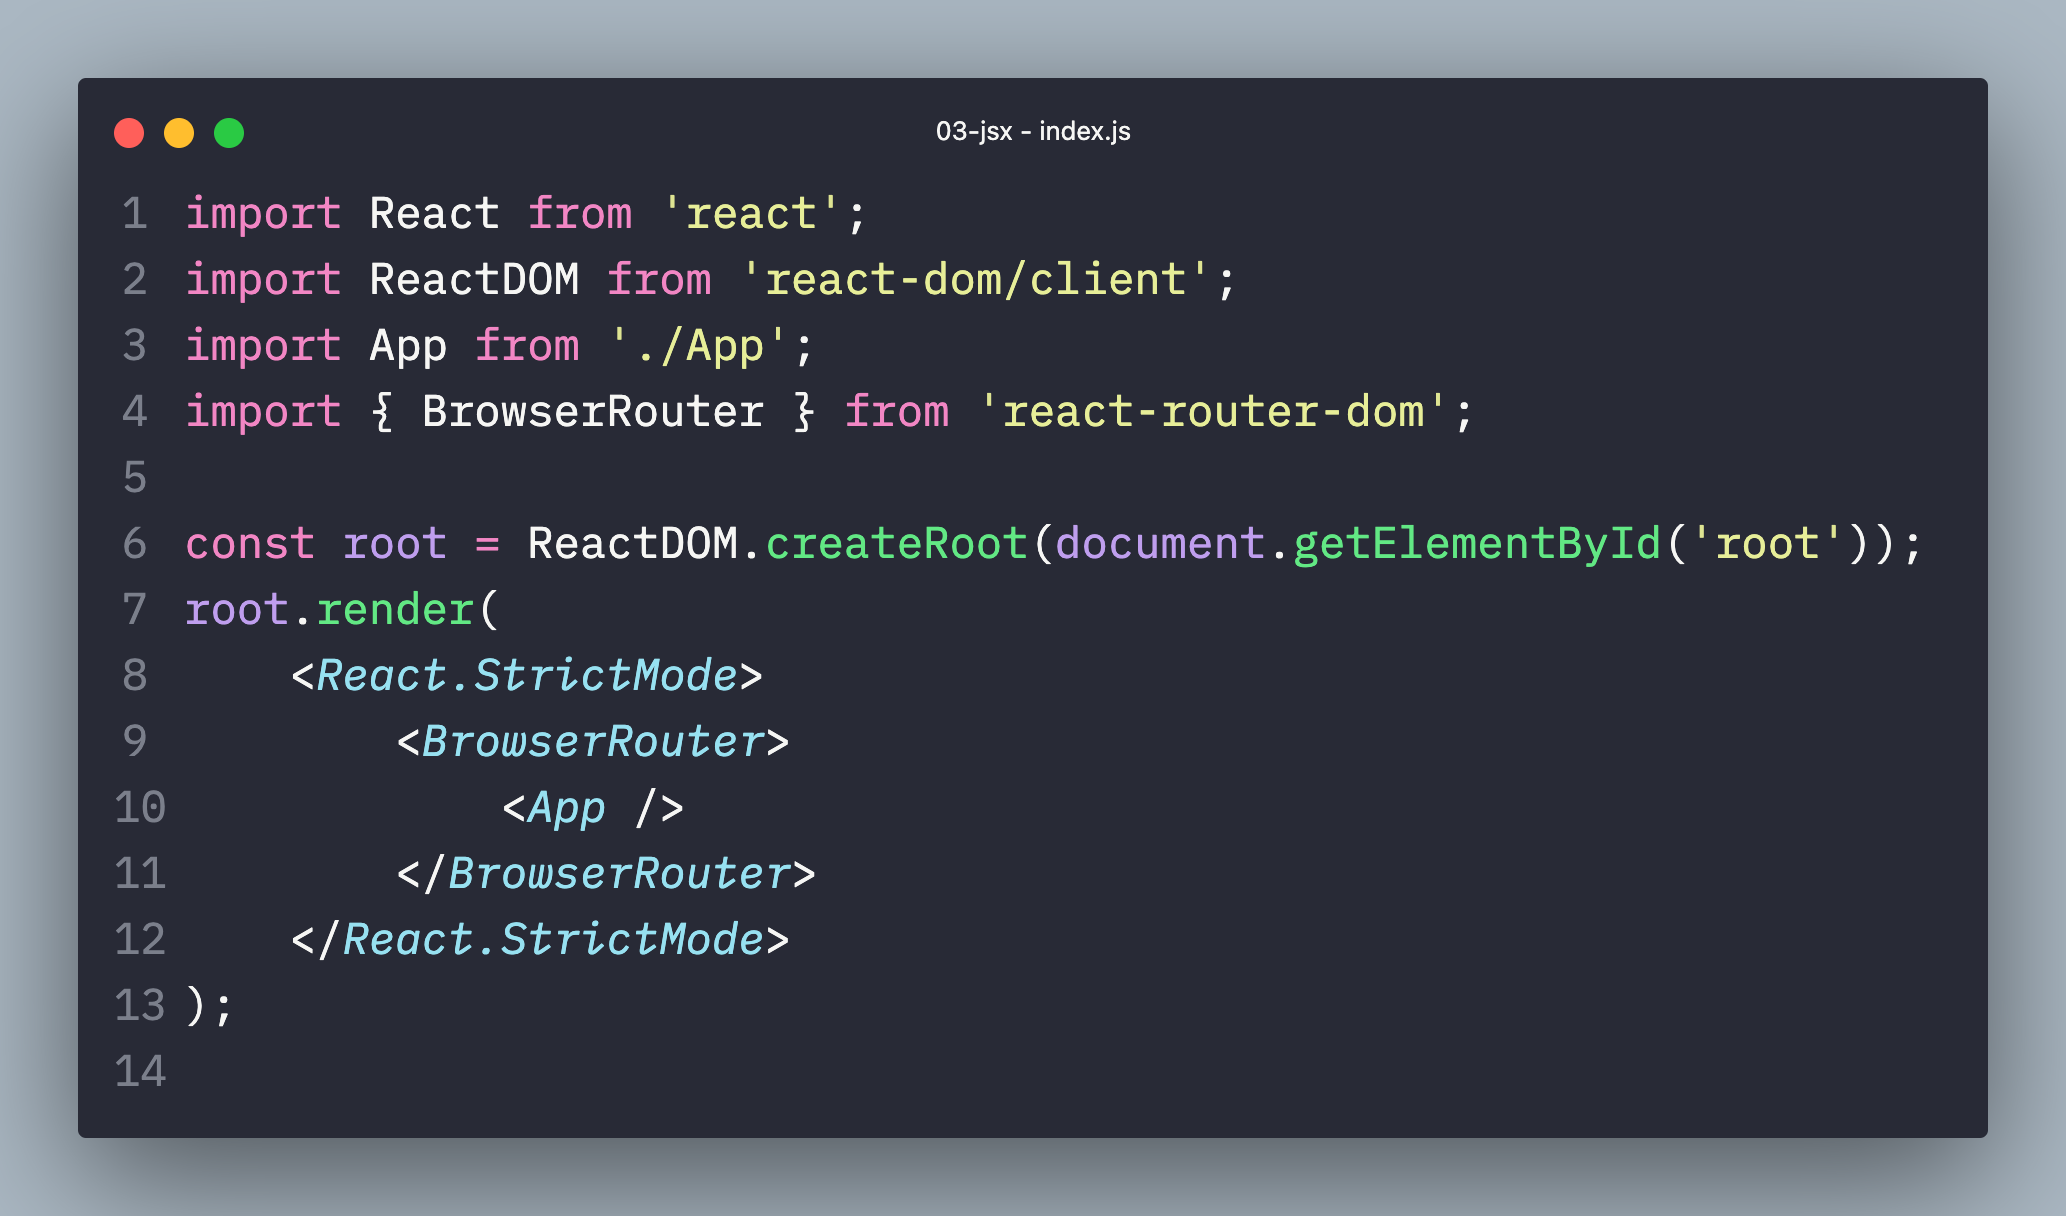 03-jsx - index.js
1 import React from 'react';
2 import ReactDOM from 'react-dom/client';
3 import App from './App';
4 import { BrowserRouter } from 'react-router-dom';
5
6 const root = ReactDOM.createRoot(document.getElementById('root'));
7 root.render(
8     <React.StrictMode>
9         <BrowserRouter>
10             <App />
11         </BrowserRouter>
12     </React.StrictMode>
13 );
14